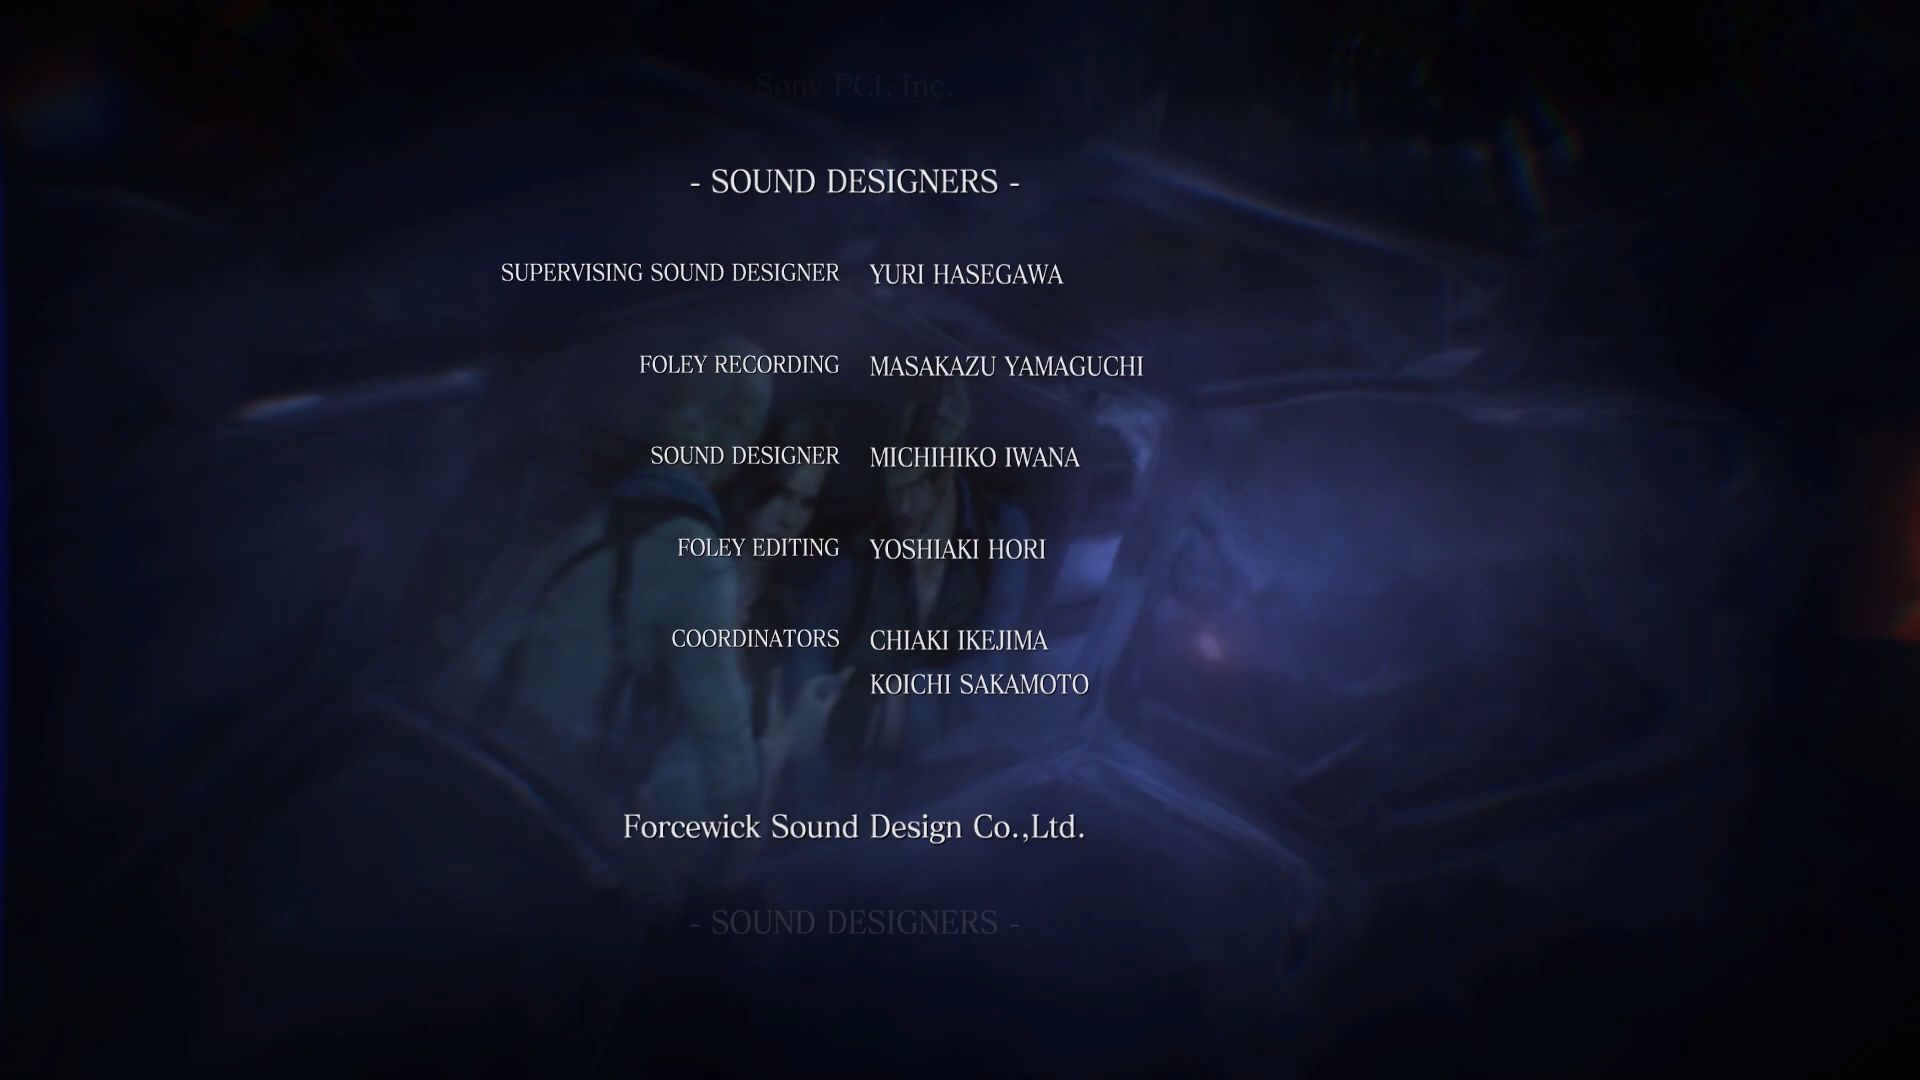 Sony PCL Inc.
- SOUND DESIGNERS -
SUPERVISING SOUND DESIGNER YURI HASEGAWA
FOLEY RECORDING MASAKAZU YAMAGUCHI
SOUND DESIGNER MICHIHIKO IWANA
FOLEY EDITING YOSHIAKI HORI
COORDINATORS CHIAKI IKEJIMA
KOICHI SAKAMOTO
Forcewick Sound Design Co.,Ltd.
- SOUND DESIGNERS -